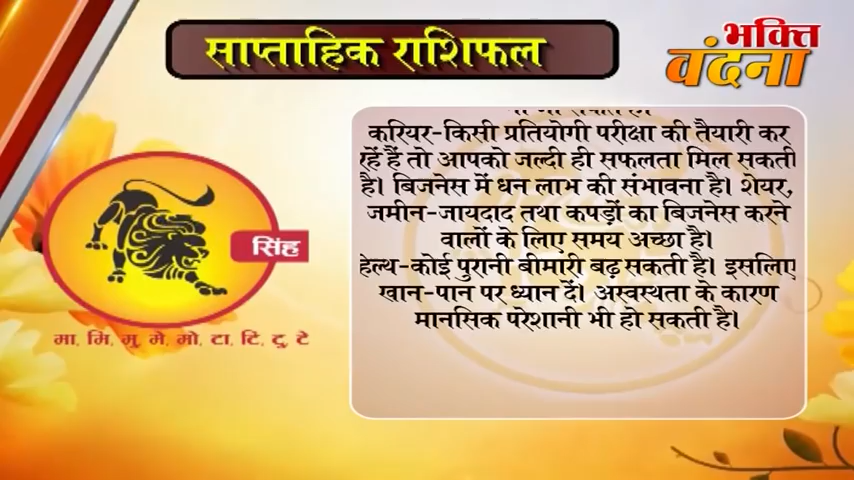 साप्ताहिक राशिफल
भक्ति
वंदना
करियर-किसी प्रतियोगी परीक्षा की तैयारी कर
रहें हैं तो आपको जल्दी ही सफलता मिल सकती
है। बिजनेस में धन लाभ की संभावना है। शेयर,
जमीन-जायदाद तथा कपड़ों का बिजनेस करने
वालों के लिए समय अच्छा है।
हेल्थ-कोई पुरानी बीमारी बढ़ सकती है। इसलिए
खान-पान पर ध्यान दें। अस्वस्थता के कारण
मानसिक परेशानी भी हो सकती है।
सिंह
मा, मि, मु, मे, मो, टा, टि, टु, टे